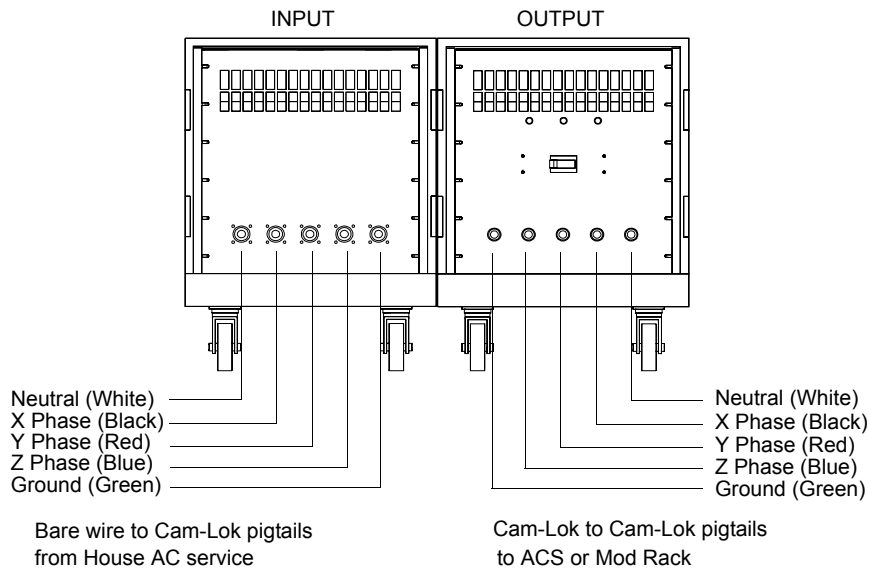 INPUT
OUTPUT
Neutral (White)
X Phase (Black)
Y Phase (Red)
Z Phase (Blue)
Ground (Green)
Neutral (White)
X Phase (Black)
Y Phase (Red)
Z Phase (Blue)
Ground (Green)
Bare wire to Cam-Lok pigtails
from House AC service
Cam-Lok to Cam-Lok pigtails
to ACS or Mod Rack